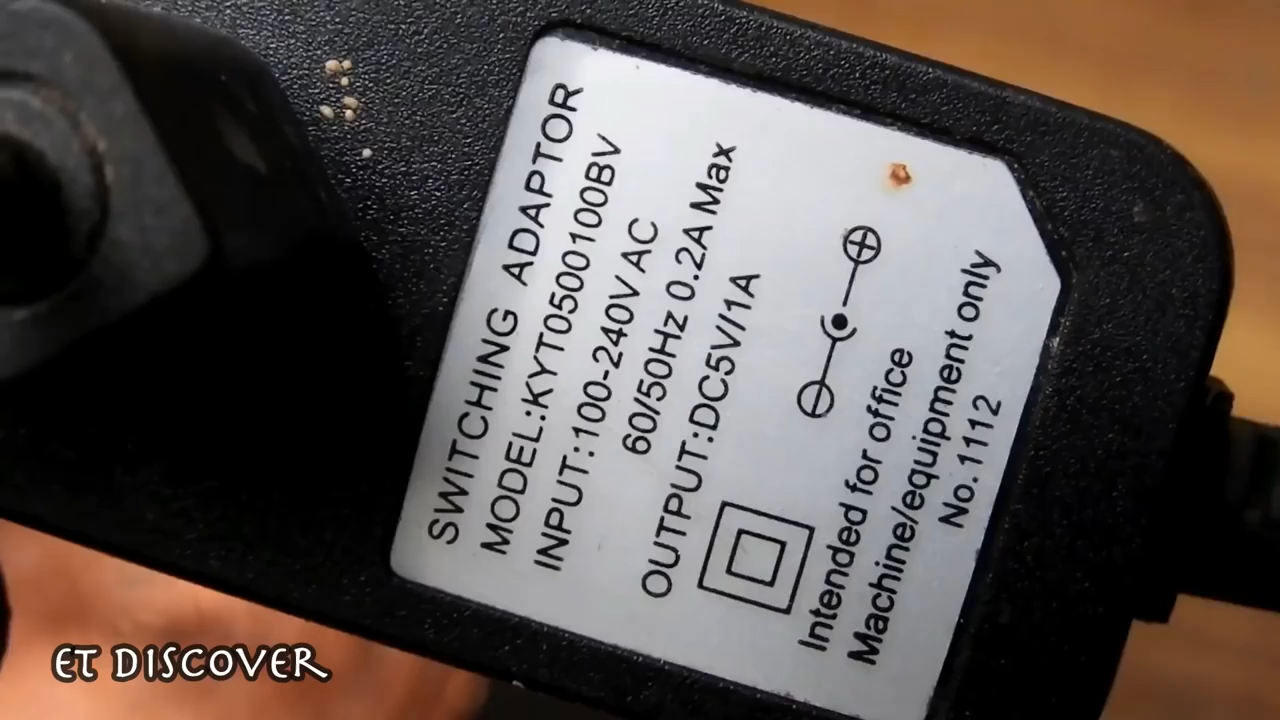 SWITCHING ADAPTOR
MODEL:KYT0500100BV
INPUT:100-240V AC
60/50Hz 0.2A Max
OUTPUT:DC5V/1A
Intended for office
Machine/equipment only
No.1112
ET DISCOVER